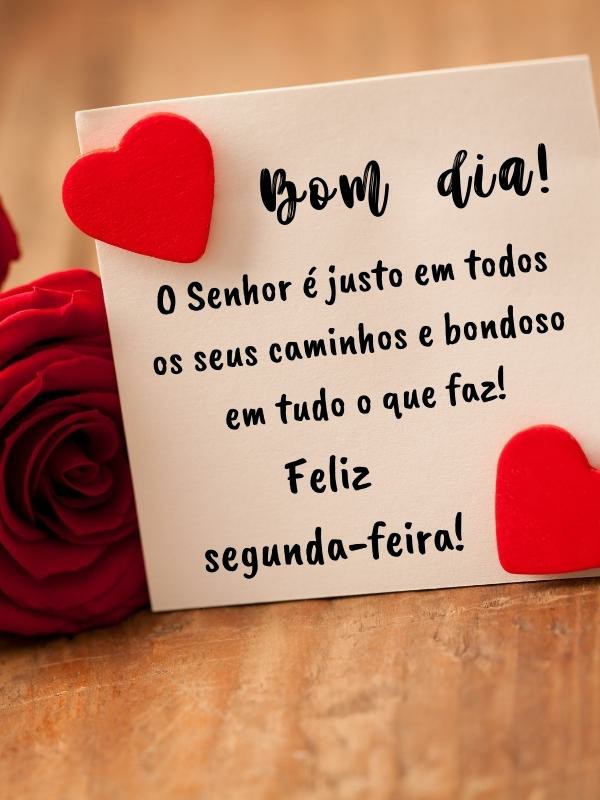 Bom dia!
O Senhor é justo em todos
os seus caminhos e bondoso
em tudo o que faz!
Feliz
segunda-feira!